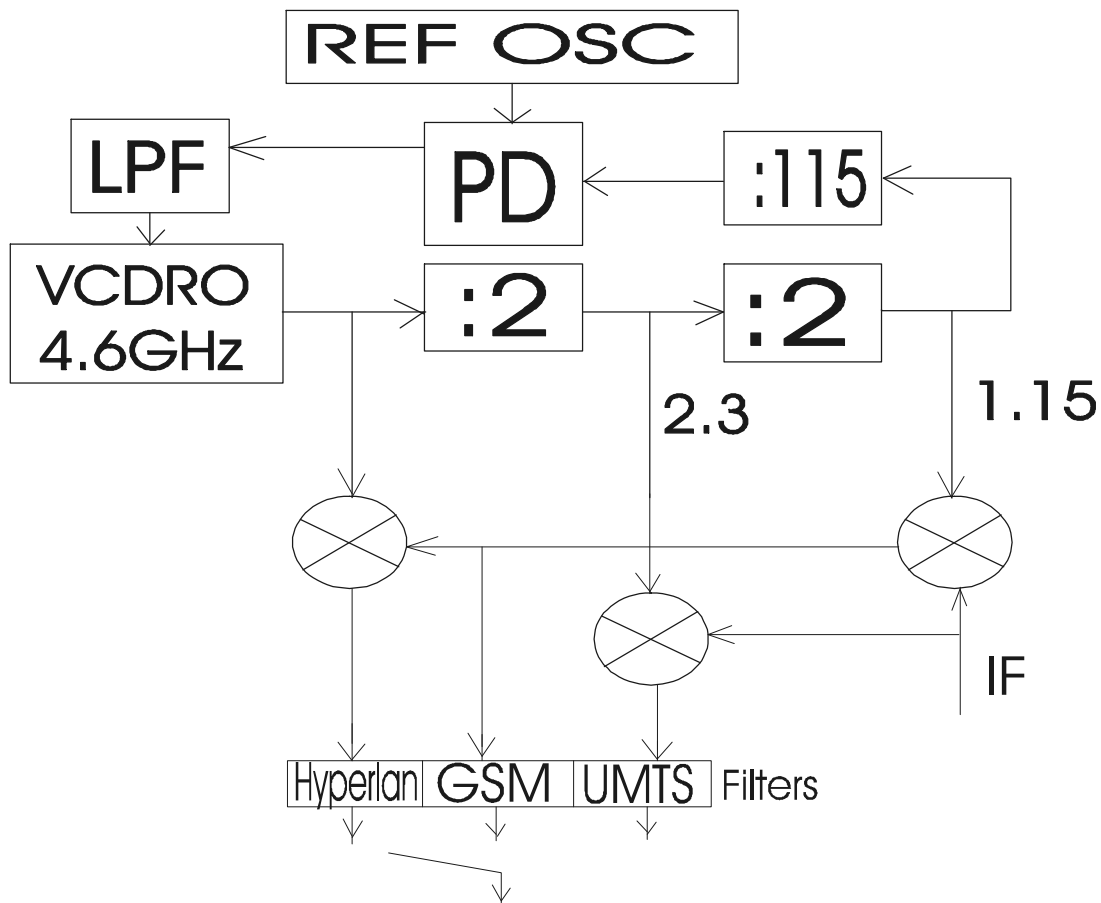 REF OSC
LPF
PD
:115
VCDRO
4.6GHz
:2
:2
2.3
1.15
IF
Hyperlan
GSM
UMTS
Filters